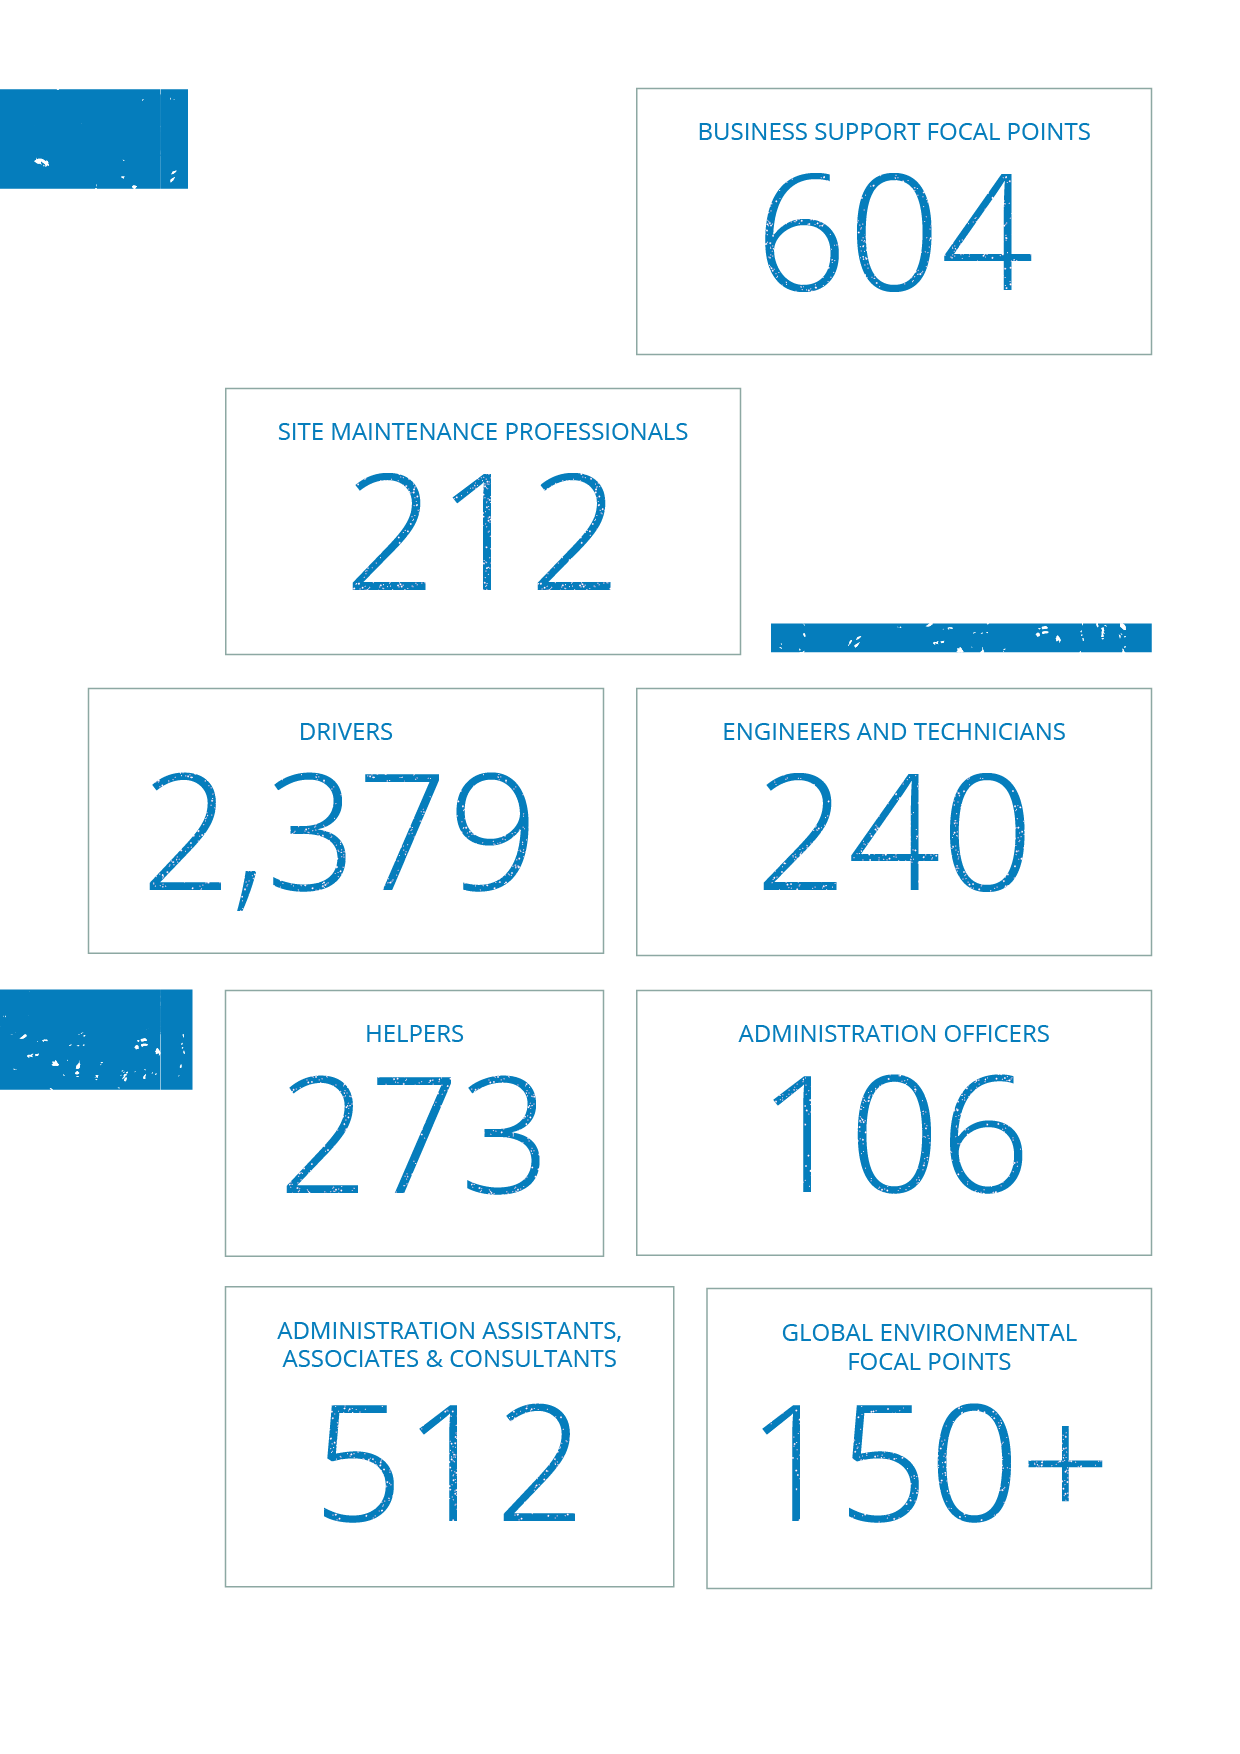 BUSINESS SUPPORT FOCAL POINTS
604
SITE MAINTENANCE PROFESSIONALS
212
DRIVERS
2,379
ENGINEERS AND TECHNICIANS
240
HELPERS
273
ADMINISTRATION OFFICERS
106
ADMINISTRATION ASSISTANTS,
ASSOCIATES & CONSULTANTS
512
GLOBAL ENVIRONMENTAL
FOCAL POINTS
150+